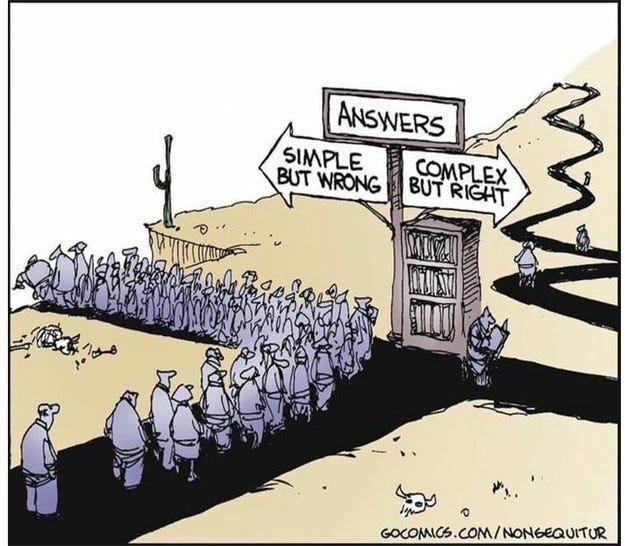 ANSWERS
SIMPLE
BUT WRONG
COMPLEX
BUT RIGHT
GOCOMICS.COM/NONSEQUITUR